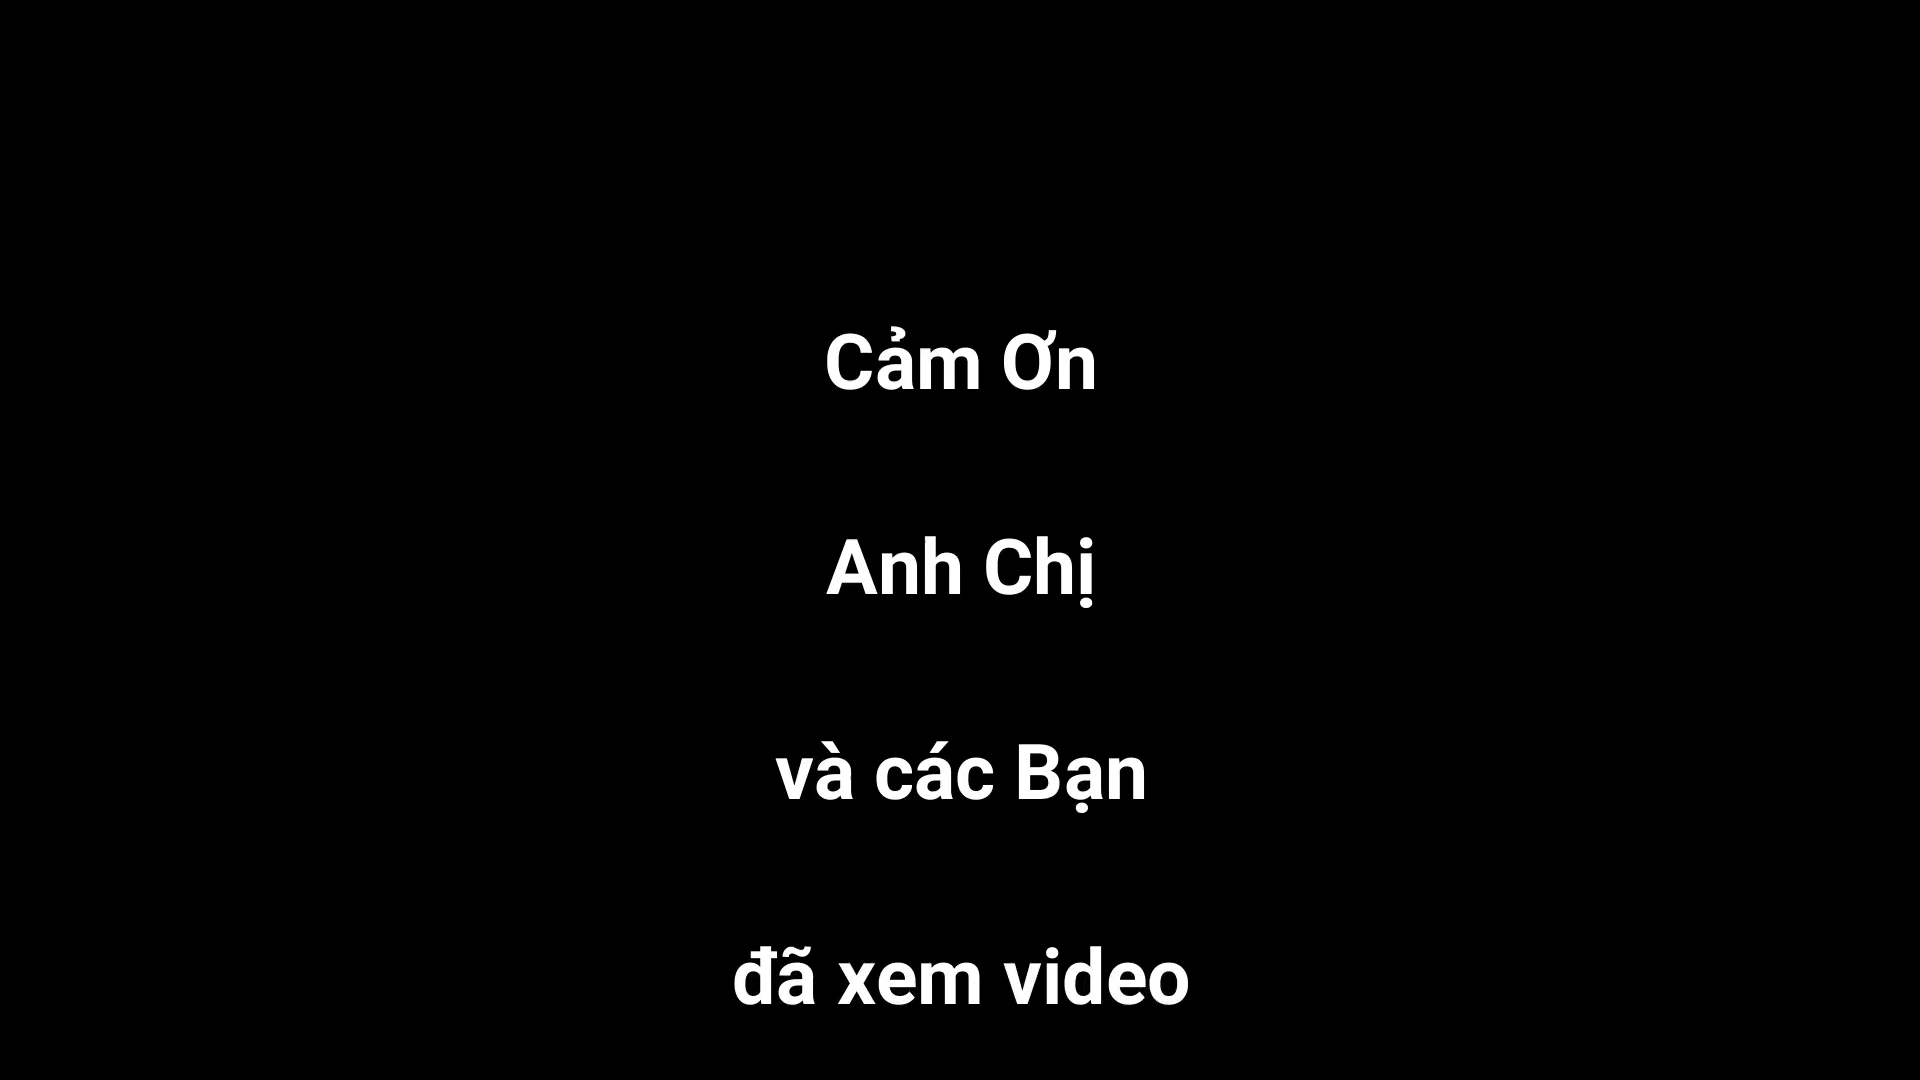 Cảm Ơn
Anh Chị
và các Bạn
đã xem video